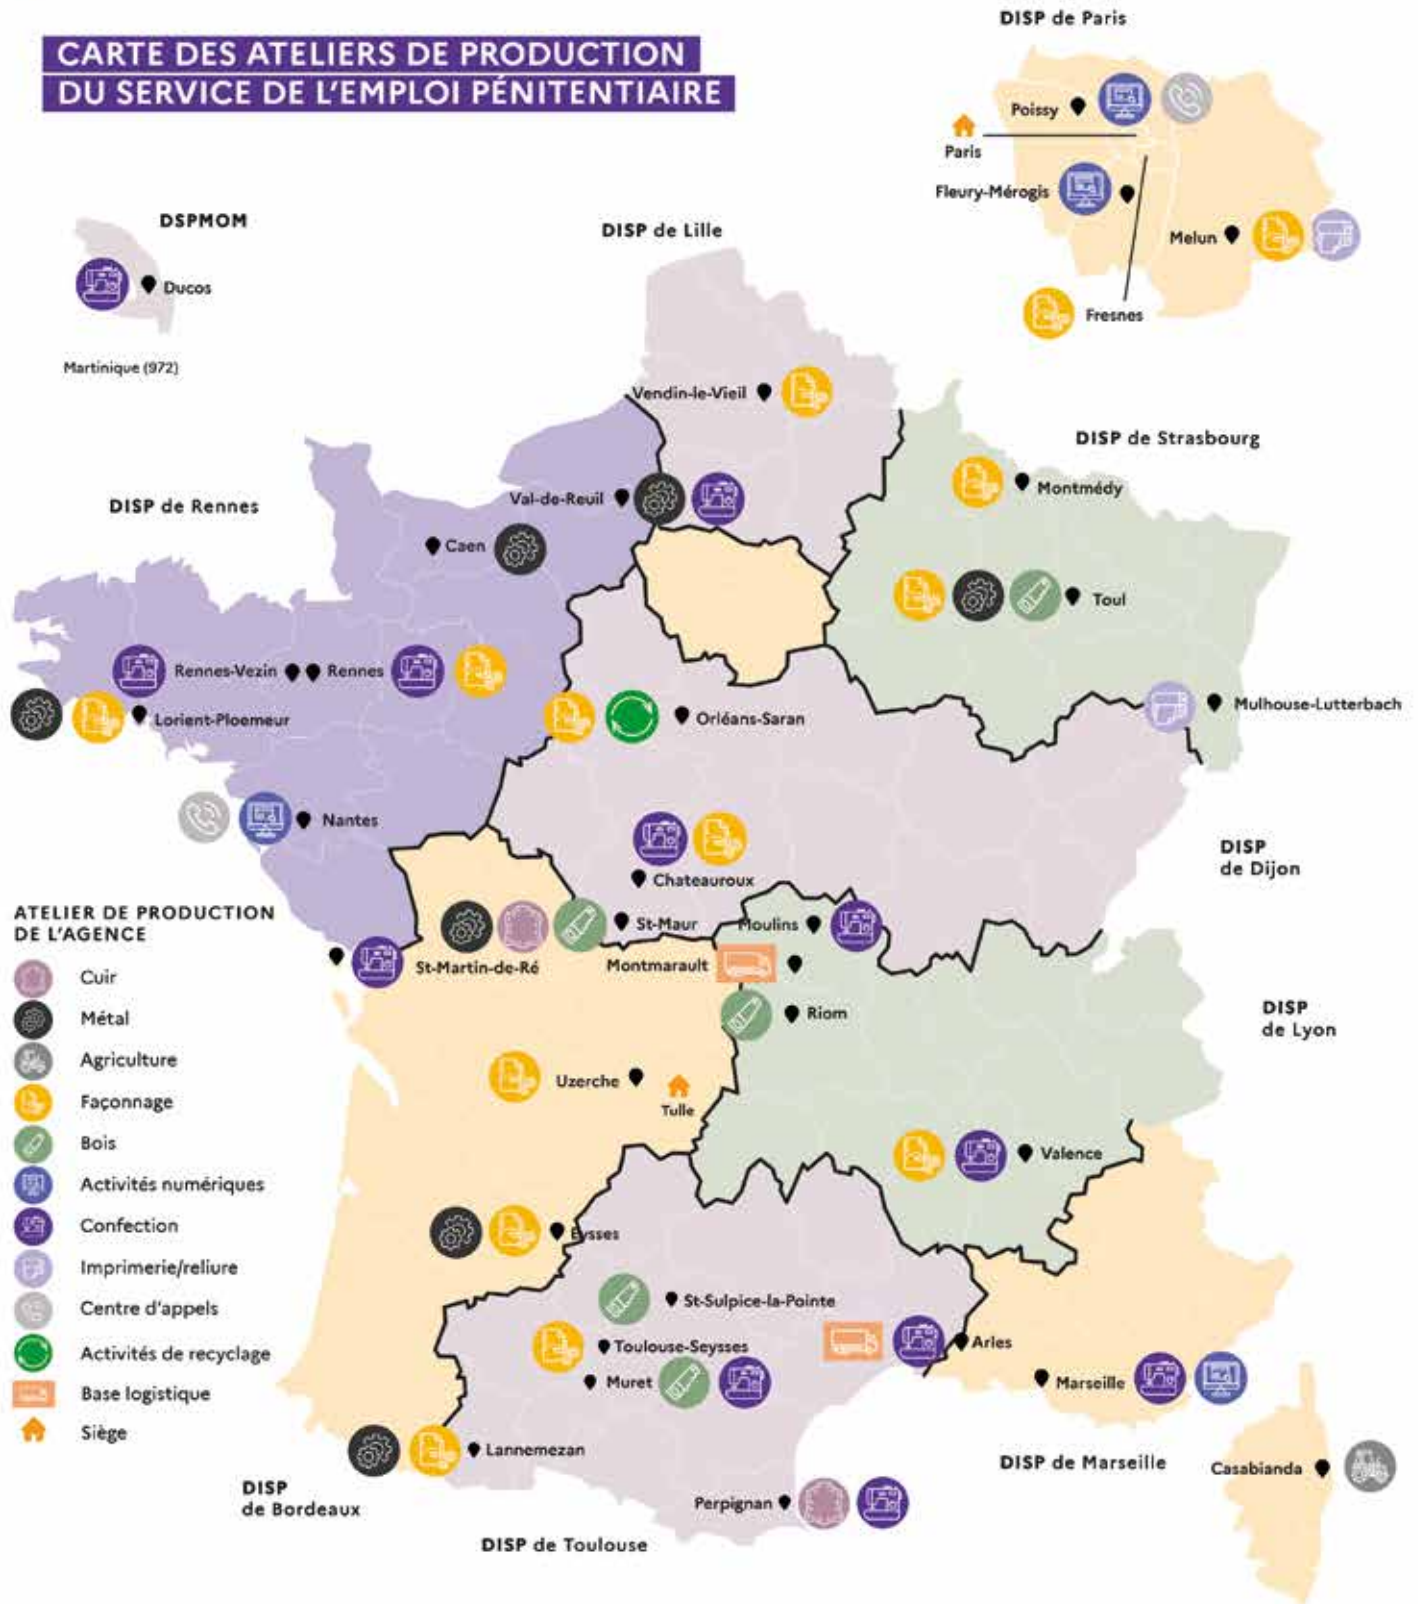 CARTE DES ATELIERS DE PRODUCTION
DU SERVICE DE L'EMPLOI PÉNITENTIAIRE
DISP de Paris
Poissy
Paris
Fleury-Mérogis
Melun
Fresnes
DSPMOM
Ducos
Martinique (972)
DISP de Lille
Vendin-le-Vieil
DISP de Strasbourg
Montmédy
DISP de Rennes
Val-de-Reuil
Caen
Toul
Rennes-Vezin
Rennes
Lorient-Ploemeur
Orléans-Saran
Mulhouse-Lutterbach
Nantes
DISP
de Dijon
Chateauroux
St-Maur
Moulins
St-Martin-de-Ré
Montmarault
Riom
DISP
de Lyon
Uzerche
Tulle
Valence
Eysses
St-Sulpice-la-Pointe
Toulouse-Seysses
Muret
Arles
Marseille
Lannemezan
DISP de Marseille
Casabianda
DISP
de Bordeaux
Perpignan
DISP de Toulouse
ATELIER DE PRODUCTION
DE L'AGENCE
Cuir
Métal
Agriculture
Façonnage
Bois
Activités numériques
Confection
Imprimerie/reliure
Centre d'appels
Activités de recyclage
Base logistique
Siège